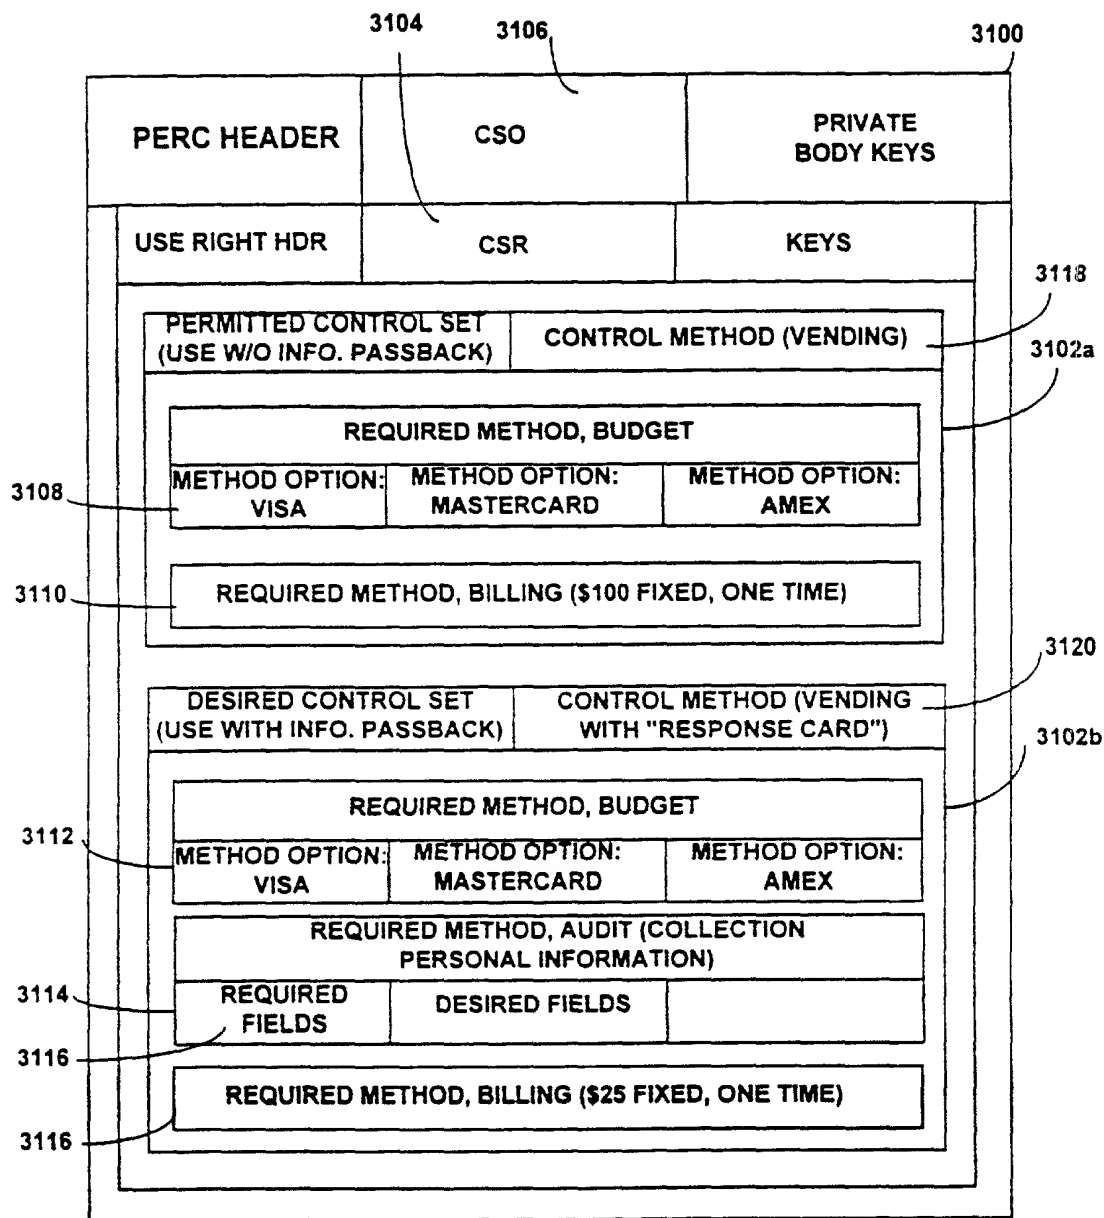 3104
3106
3100
PERC HEADER
CSO
PRIVATE
BODY KEYS
USE RIGHT HDR
CSR
KEYS
3118
PERMITTED CONTROL SET
(USE W/O INFO. PASSBACK)
CONTROL METHOD (VENDING)
3102a
REQUIRED METHOD, BUDGET
3108
METHOD OPTION:
VISA
METHOD OPTION:
MASTERCARD
METHOD OPTION:
AMEX
3110
REQUIRED METHOD, BILLING ($100 FIXED, ONE TIME)
3120
DESIRED CONTROL SET
(USE WITH INFO. PASSBACK)
CONTROL METHOD (VENDING
WITH "RESPONSE CARD")
3102b
REQUIRED METHOD, BUDGET
3112
METHOD OPTION:
VISA
METHOD OPTION:
MASTERCARD
METHOD OPTION:
AMEX
REQUIRED METHOD, AUDIT (COLLECTION
PERSONAL INFORMATION)
3114
REQUIRED
FIELDS
DESIRED FIELDS
3116
REQUIRED METHOD, BILLING ($25 FIXED, ONE TIME)
3116